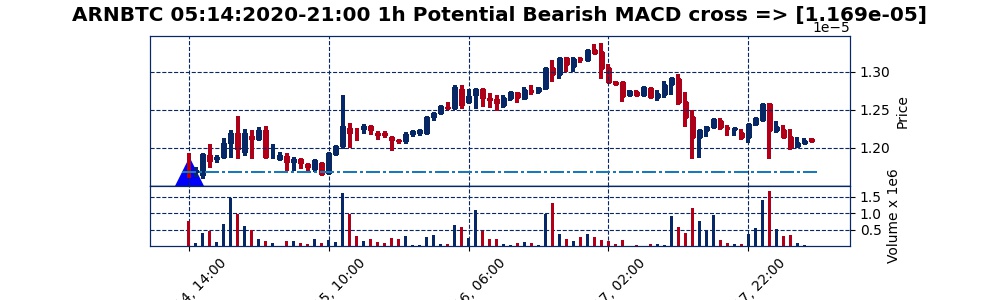 ARNBTC 05:14:2020-21:00 1h Potential Bearish MACD cross => [1.169e-05]
1e−5
1.30
1.25
1.20
Price
1.5
1.0
0.5
Volume x 1e6
4, 14:00
5, 10:00
6, 06:00
7, 02:00
7, 22:00